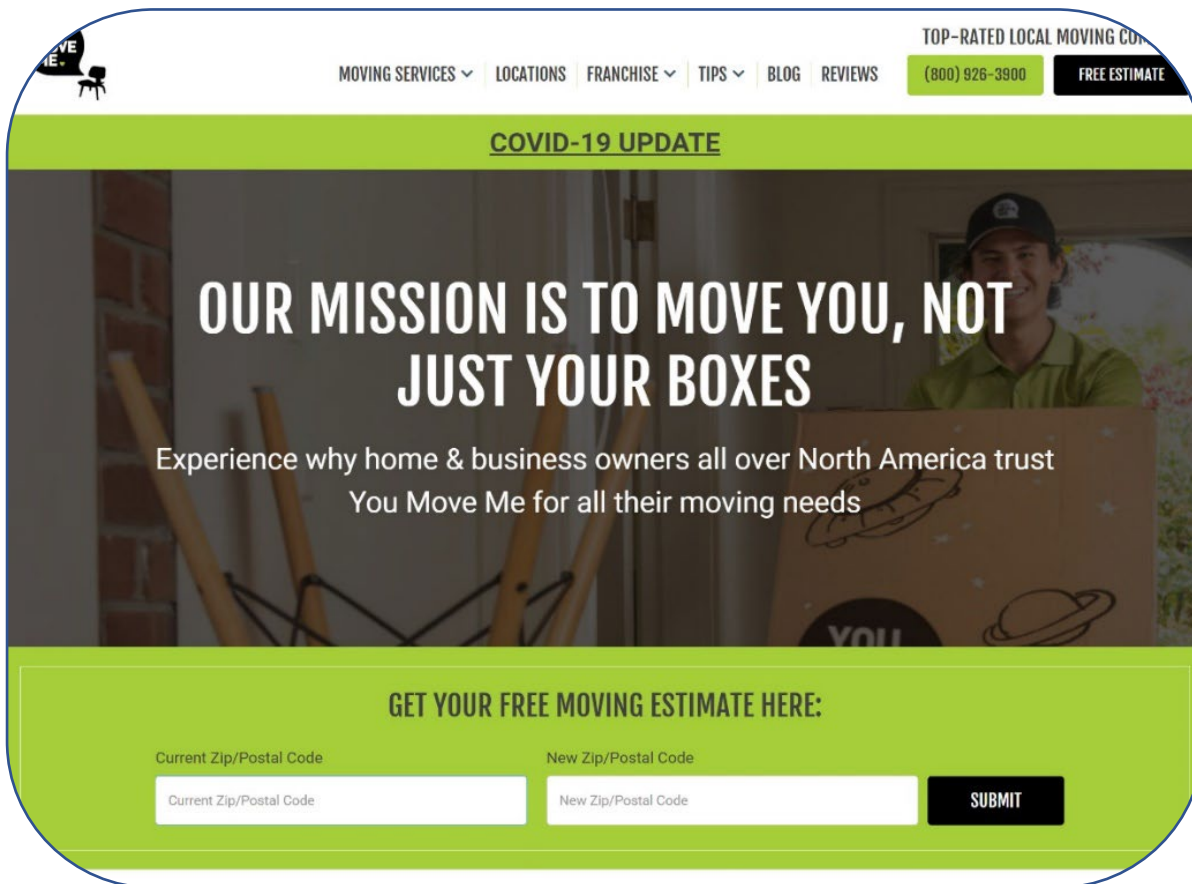 TOP-RATED LOCAL MOVING
MOVING SERVICES LOCATIONS FRANCHISE TIPS BLOG REVIEWS (800) 926-3900 FREE ESTIMATE
COVID-19 UPDATE
OUR MISSION IS TO MOVE YOU, NOT
JUST YOUR BOXES
Experience why home & business owners all over North America trust
You Move Me for all their moving needs
YOU
GET YOUR FREE MOVING ESTIMATE HERE:
Current Zip/Postal Code New Zip/Postal Code
Current Zip/Postal Code New Zip/Postal Code SUBMIT